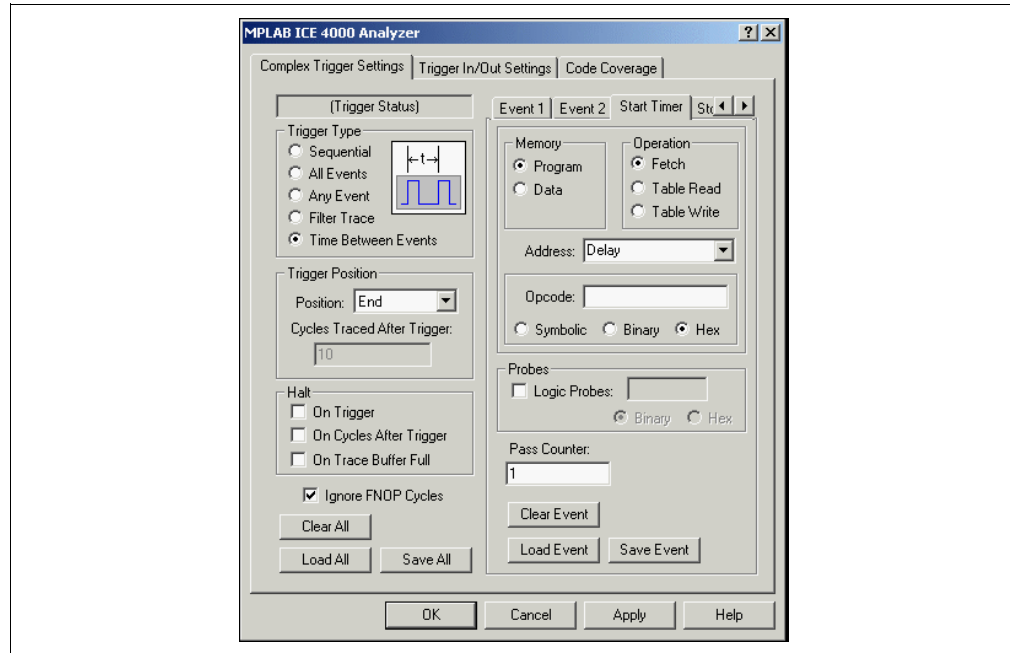 MPLAB ICE 4000 Analyzer
Complex Trigger Settings Trigger In/Out Settings Code Coverage
(Trigger Status)
Trigger Type
Sequential
All Events
Any Event
Filter Trace
Time Between Events
t
Trigger Position
Position: End
Cycles Traced After Trigger:
10
Halt
On Trigger
On Cycles After Trigger
On Trace Buffer Full
Ignore FNOP Cycles
Clear All
Load All Save All
Event 1 Event 2 Start Timer
Memory
Program
Data
Operation
Fetch
Table Read
Table Write
Address: Delay
Opcode:
Symbolic Binary Hex
Probes
Logic Probes:
Binary Hex
Pass Counter:
1
Clear Event
Load Event Save Event
OK Cancel Apply Help